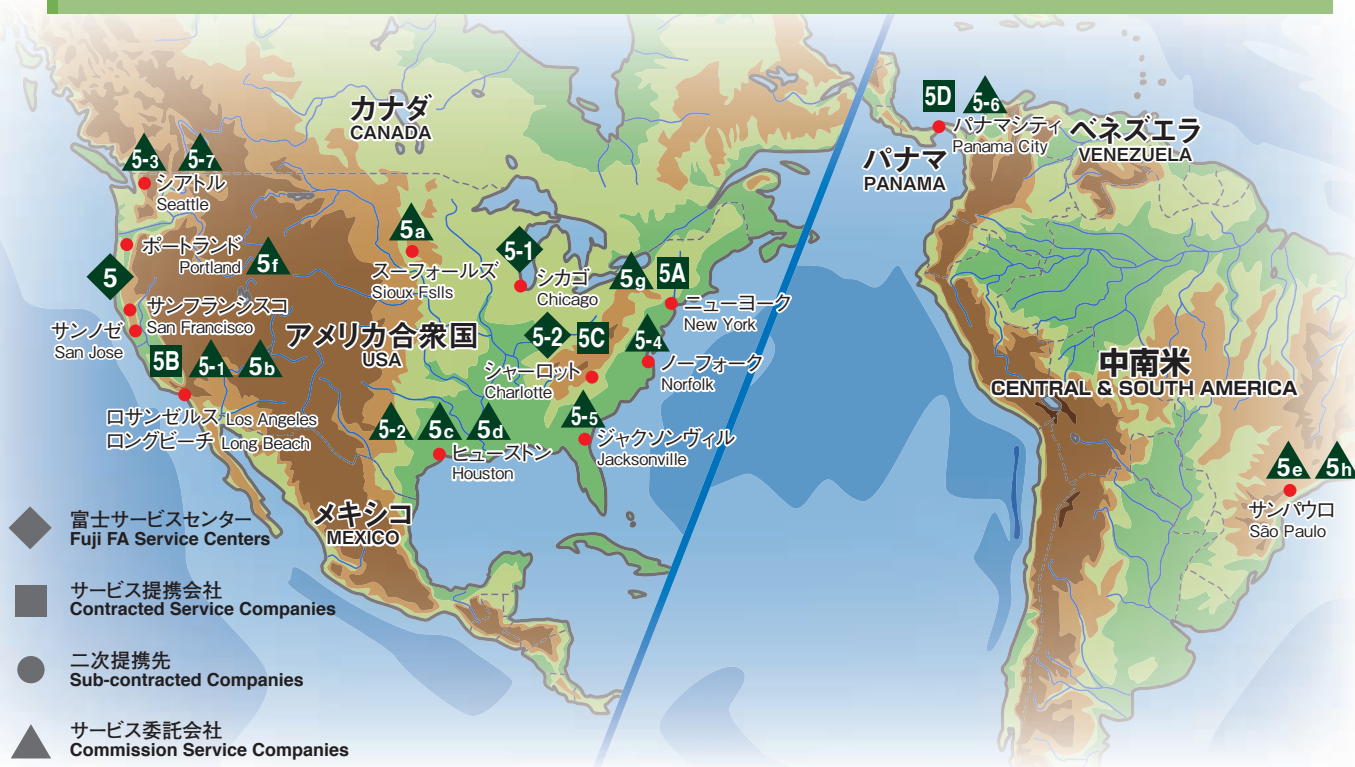 カナダ
CANADA
5-3
5-7
シアトル
Seattle
ポートランド
Portland
5f
5
サンフランシスコ
San Francisco
サンノゼ
San Jose
5B
5-1
5b
ロサンゼルス Los Angeles
ロングビーチ Long Beach
5a
スーフォールズ
Sioux Fslls
5-1
シカゴ
Chicago
5g
5A
ニューヨーク
New York
アメリカ合衆国
USA
5-2
5C
シャーロット
Charlotte
5-4
ノーフォーク
Norfolk
5-5
ジャクソンヴィル
Jacksonville
5-2
5c
5d
ヒューストン
Houston
メキシコ
MEXICO
5D
5-6
パナマシティ
Panama City
パナマ
PANAMA
ベネズエラ
VENEZUELA
中南米
CENTRAL & SOUTH AMERICA
5e
5h
サンパウロ
São Paulo
富士サービスセンター
Fuji FA Service Centers
サービス提携会社
Contracted Service Companies
二次提携先
Sub-contracted Companies
サービス委託会社
Commission Service Companies